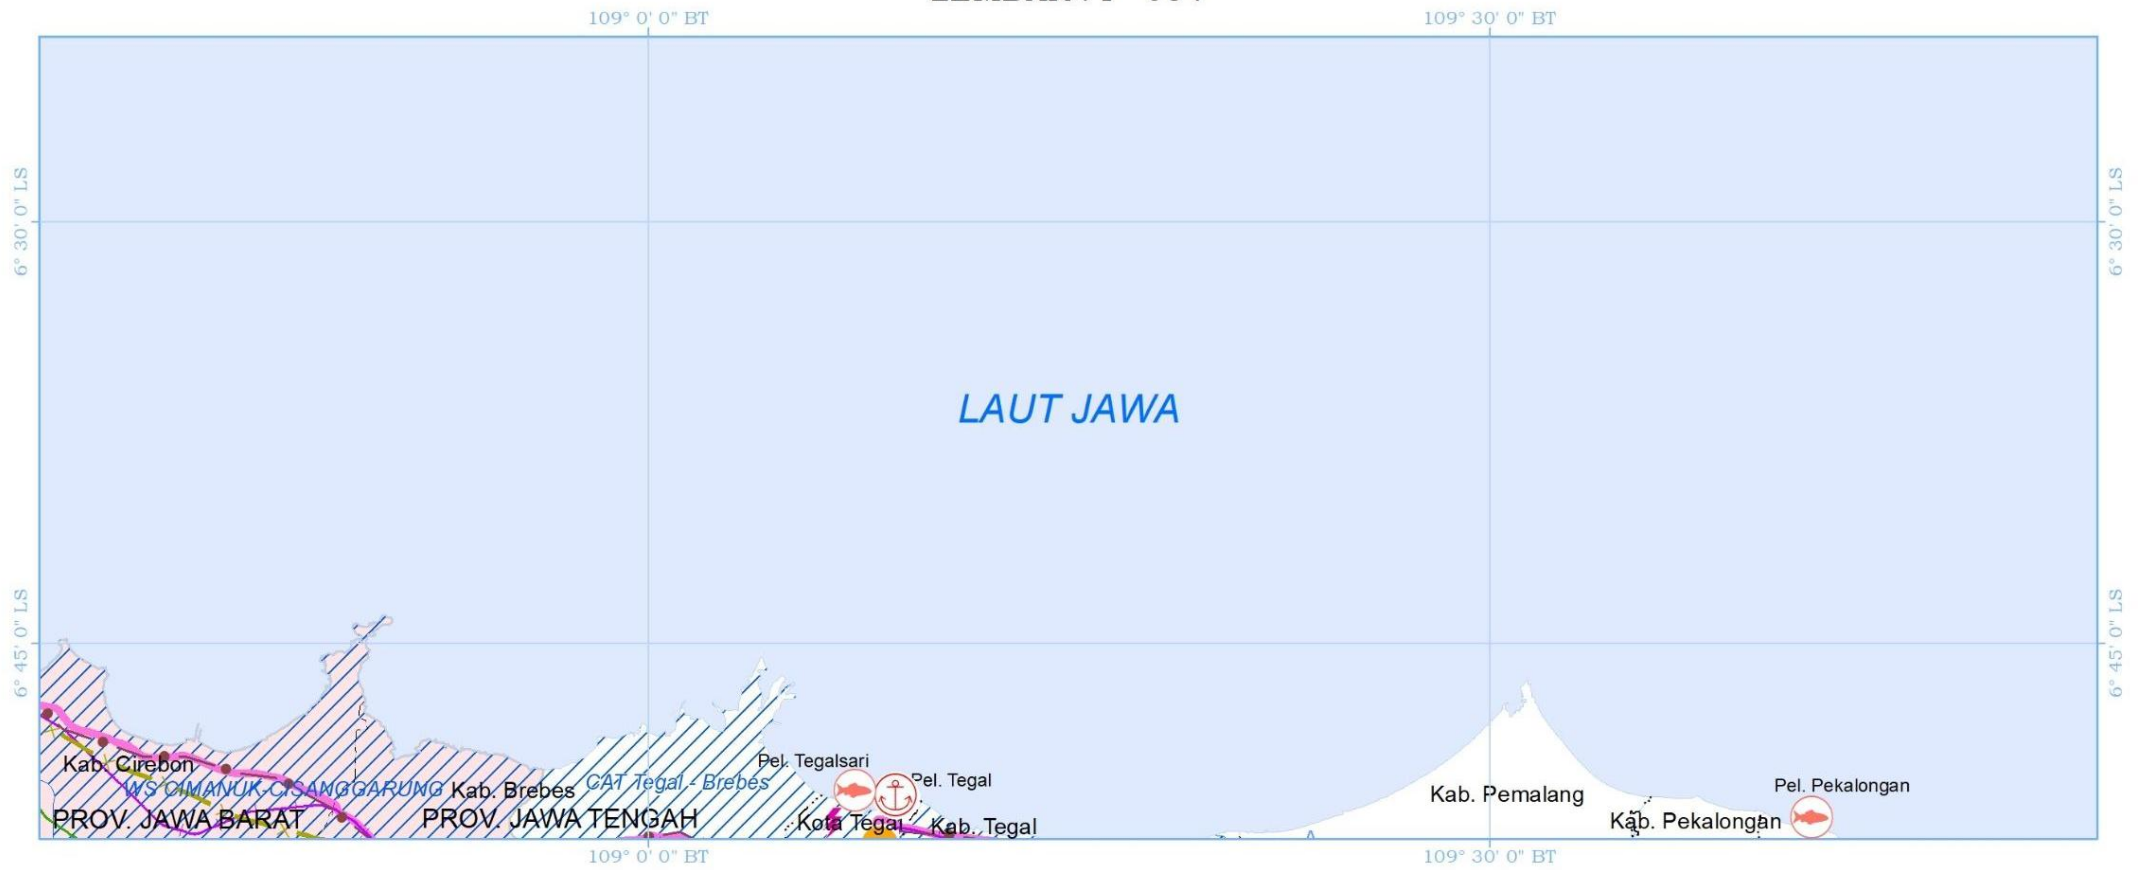 109° 0' 0" BT
109° 30' 0" BT
6° 30' 0" LS
6° 30' 0" LS
LAUT JAWA
6° 45' 0" LS
6° 45' 0" LS
Pel. Tegalsari
Kab. Cirebon
Pel. Tegal
CAT Tegal - Brebes
Pel. Pekalongan
WS CIMANUK-CISANGGARUNG
Kab. Brebes
Kab. Pemalang
PROV. JAWA BARAT
PROV. JAWA TENGAH
Kota Tegal
Kab. Tegal
Kab. Pekalongan
109° 0' 0" BT
109° 30' 0" BT